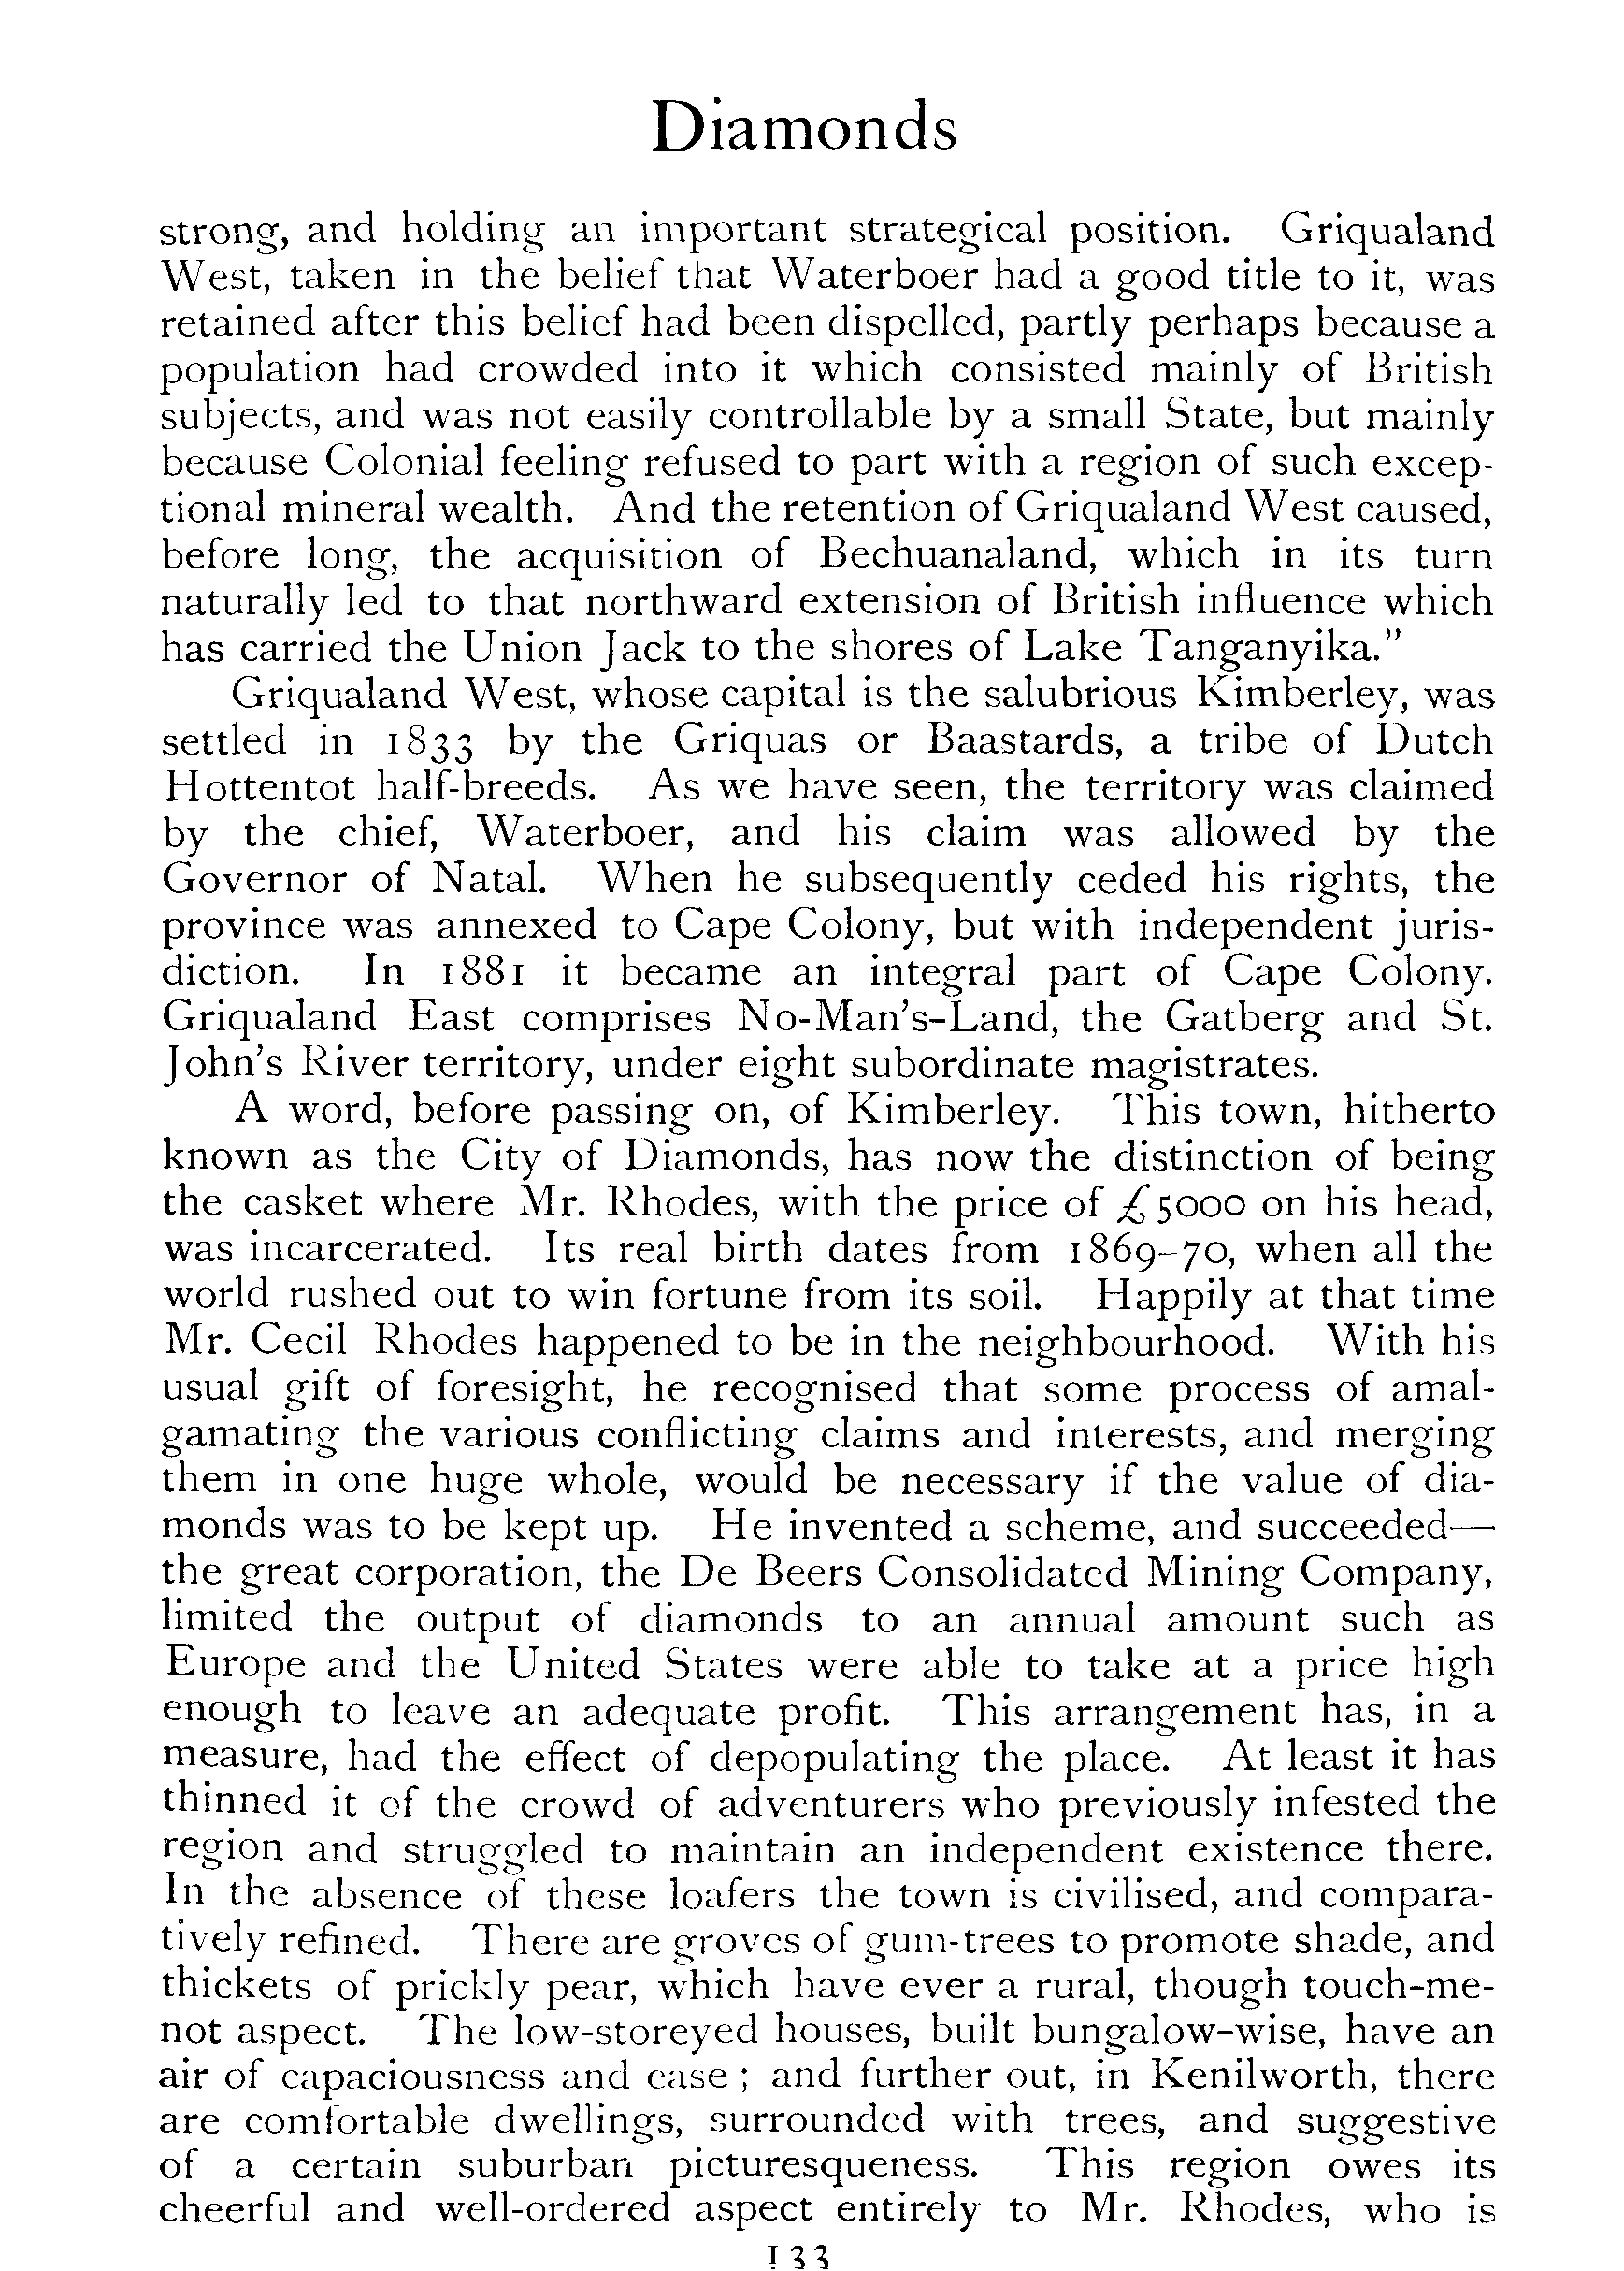 Diamonds
strong, and holding an important strategical position. Griqualand
West, taken in the belief that Waterboer had a good title to it, was
retained after this belief had been dispelled, partly perhaps because a
population had crowded into it which consisted mainly of British
subjects, and was not easily controllable by a small State, but mainly
because Colonial feeling refused to part with a region of such excep-
tional mineral wealth. And the retention of Griqualand West caused,
before long, the acquisition of Bechuanaland, which in its turn
naturally led to that northward extension of British influence which
has carried the Union Jack to the shores of Lake Tanganyika.”
Griqualand West, whose capital is the salubrious Kimberley, was
settled in 1833 by the Griquas or Baastards, a tribe of Dutch
Hottentot half-breeds. As we have seen, the territory was claimed
by the chief, Waterboer, and his claim was allowed by the
Governor of Natal. When he subsequently ceded his rights, the
province was annexed to Cape Colony, but with independent juris-
diction. In 1881 it became an integral part of Cape Colony.
Griqualand East comprises No-Man’s-Land, the Gatberg and St.
John’s River territory, under eight subordinate magistrates.
A word, before passing on, of Kimberley. This town, hitherto
known as the City of Diamonds, has now the distinction of being
the casket where Mr. Rhodes, with the price of £5000 on his head,
was incarcerated. Its real birth dates from 1869–70, when all the
world rushed out to win fortune from its soil. Happily at that time
Mr. Cecil Rhodes happened to be in the neighbourhood. With his
usual gift of foresight, he recognised that some process of amal-
gamating the various conflicting claims and interests, and merging
them in one huge whole, would be necessary if the value of dia-
monds was to be kept up. He invented a scheme, and succeeded—
the great corporation, the De Beers Consolidated Mining Company,
limited the output of diamonds to an annual amount such as
Europe and the United States were able to take at a price high
enough to leave an adequate profit. This arrangement has, in a
measure, had the effect of depopulating the place. At least it has
thinned it of the crowd of adventurers who previously infested the
region and struggled to maintain an independent existence there.
In the absence of these loafers the town is civilised, and compara-
tively refined. There are groves of gum-trees to promote shade, and
thickets of prickly pear, which have ever a rural, though touch-me-
not aspect. The low-storeyed houses, built bungalow-wise, have an
air of capaciousness and ease; and further out, in Kenilworth, there
are comfortable dwellings, surrounded with trees, and suggestive
of a certain suburban picturesqueness. This region owes its
cheerful and well-ordered aspect entirely to Mr. Rhodes, who is
133